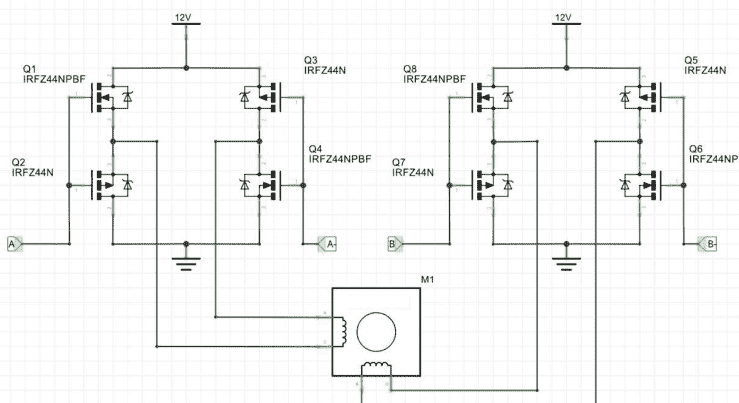 12V
12V
Q1
IRFZ44NPBF
Q3
IRFZ44N
Q8
IRFZ44NPBF
Q5
IRFZ44N
Q2
IRFZ44N
Q4
IRFZ44NPBF
Q7
IRFZ44N
Q6
IRFZ44NP
A
A-
B
B-
M1